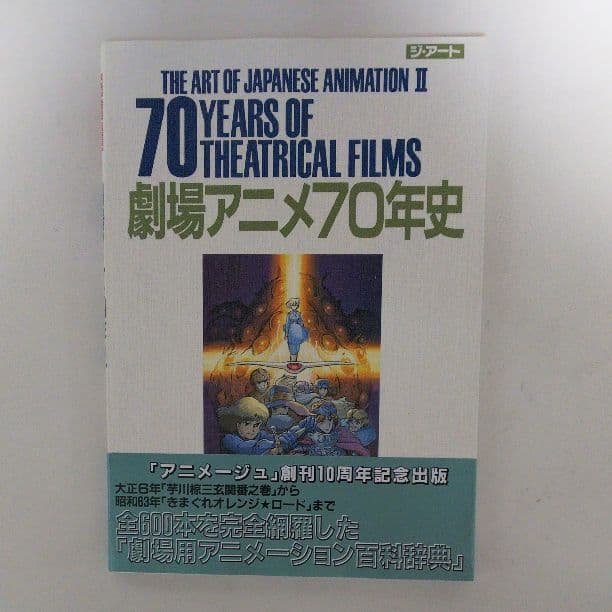 ジ・アート
THE ART OF JAPANESE ANIMATION II
70 YEARS OF
THEATRICAL FILMS
劇場アニメ70年史
「アニメージュ」創刊10周年記念出版
大正6年「芋川椋三玄関番之巻」から
昭和63年「きまぐれオレンジ★ロード」まで
全600本を完全網羅した
「劇場用アニメーション百科辞典」